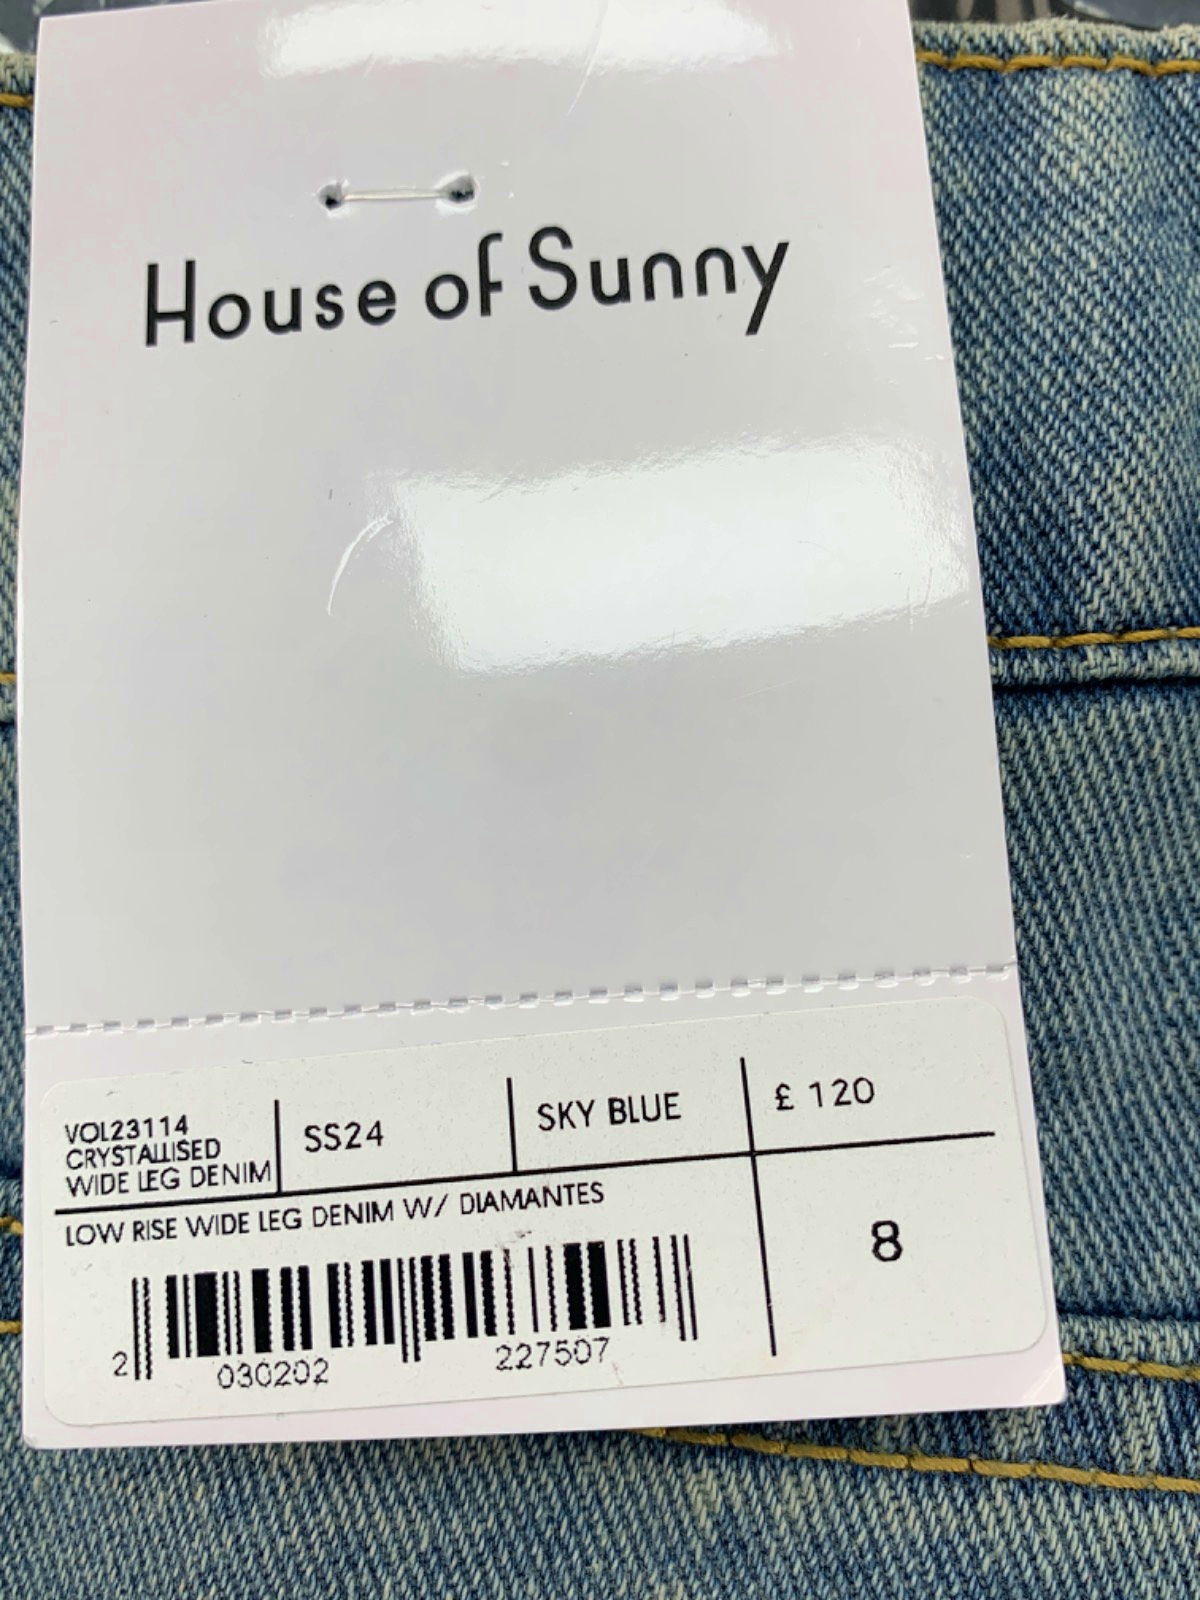 House of Sunny
VOL23114
CRYSTALLISED
WIDE LEG DENIM
SS24
SKY BLUE
£ 120
LOW RISE WIDE LEG DENIM W/ DIAMANTES
8
2 030202 227507